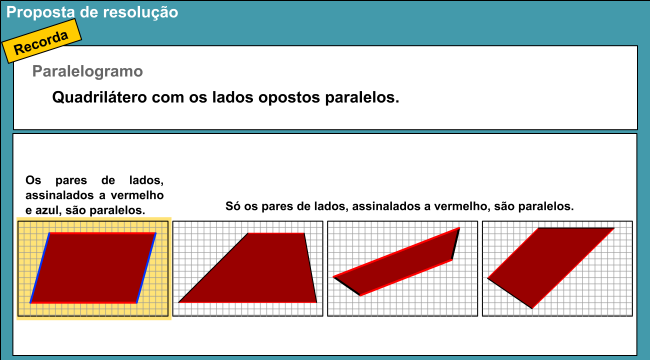 Proposta de resolução
Recorda
Paralelogramo
Quadrilátero com os lados opostos paralelos.
Os pares de lados,
assinalados a vermelho
e azul, são paralelos.
Só os pares de lados, assinalados a vermelho, são paralelos.